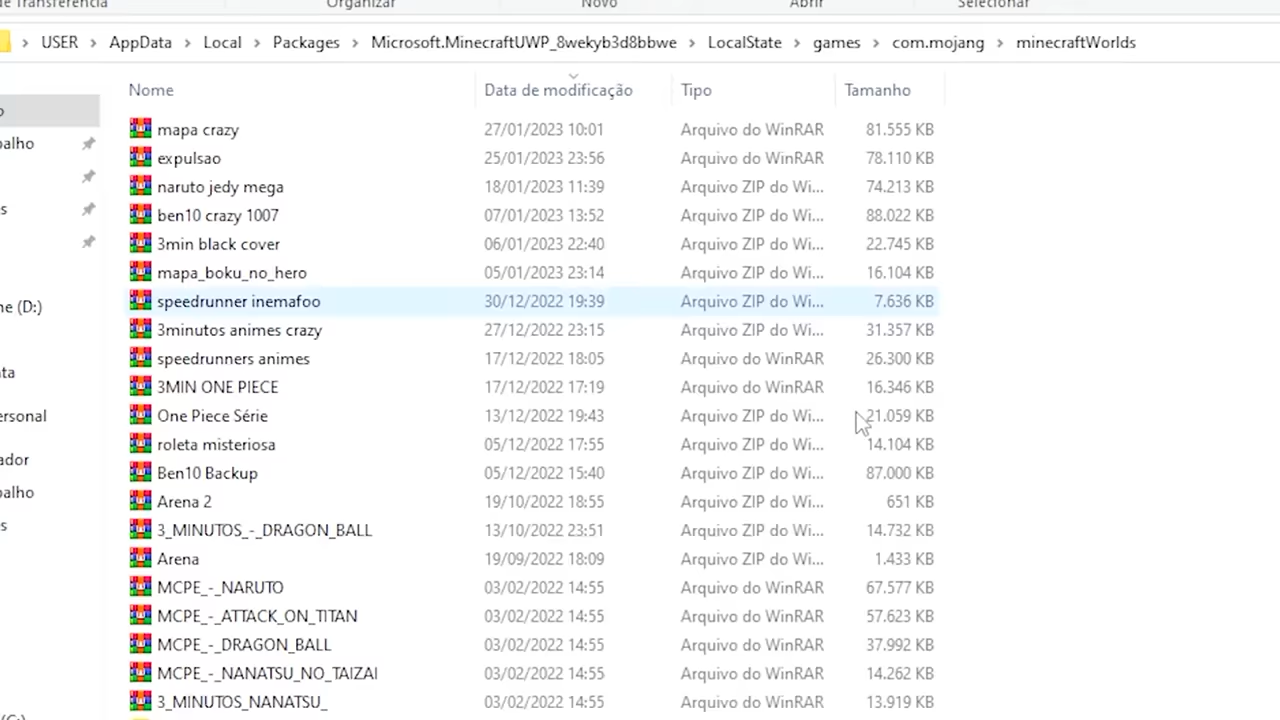 de Transferência Organizar Novo Abrir Selecionar
USER > AppData > Local > Packages > Microsoft.MinecraftUWP_8wekyb3d8bbwe > LocalState > games > com.mojang > minecraftWorlds
Nome Data de modificação Tipo Tamanho
mapa crazy 27/01/2023 10:01 Arquivo do WinRAR 81.555 KB
expulsao 25/01/2023 23:56 Arquivo do WinRAR 78.110 KB
naruto jedy mega 18/01/2023 11:39 Arquivo ZIP do Wi... 74.213 KB
ben10 crazy 1007 07/01/2023 13:52 Arquivo ZIP do Wi... 88.022 KB
3min black cover 06/01/2023 22:40 Arquivo ZIP do Wi... 22.745 KB
mapa_boku_no_hero 05/01/2023 23:14 Arquivo ZIP do Wi... 16.104 KB
speedrunner inemafoo 30/12/2022 19:39 Arquivo ZIP do Wi... 7.636 KB
3minutos animes crazy 27/12/2022 23:15 Arquivo ZIP do Wi... 31.357 KB
speedrunners animes 17/12/2022 18:05 Arquivo do WinRAR 26.300 KB
3MIN ONE PIECE 17/12/2022 17:19 Arquivo do WinRAR 16.346 KB
One Piece Série 13/12/2022 19:43 Arquivo ZIP do Wi... 21.059 KB
roleta misteriosa 05/12/2022 17:55 Arquivo ZIP do Wi... 14.104 KB
Ben10 Backup 05/12/2022 15:40 Arquivo ZIP do Wi... 87.000 KB
Arena 2 19/10/2022 18:55 Arquivo ZIP do Wi... 651 KB
3_MINUTOS_-_DRAGON_BALL 13/10/2022 23:51 Arquivo ZIP do Wi... 14.732 KB
Arena 19/09/2022 18:09 Arquivo ZIP do Wi... 1.433 KB
MCPE_-_NARUTO 03/02/2022 14:55 Arquivo do WinRAR 67.577 KB
MCPE_-_ATTACK_ON_TITAN 03/02/2022 14:55 Arquivo do WinRAR 57.623 KB
MCPE_-_DRAGON_BALL 03/02/2022 14:55 Arquivo do WinRAR 37.992 KB
MCPE_-_NANATSU_NO_TAIZAI 03/02/2022 14:55 Arquivo do WinRAR 14.262 KB
3_MINUTOS_NANATSU_ 03/02/2022 14:55 Arquivo do WinRAR 13.919 KB
o
balho
s
ne (D:)
ata
ersonal
ador
balho
s
(C:)